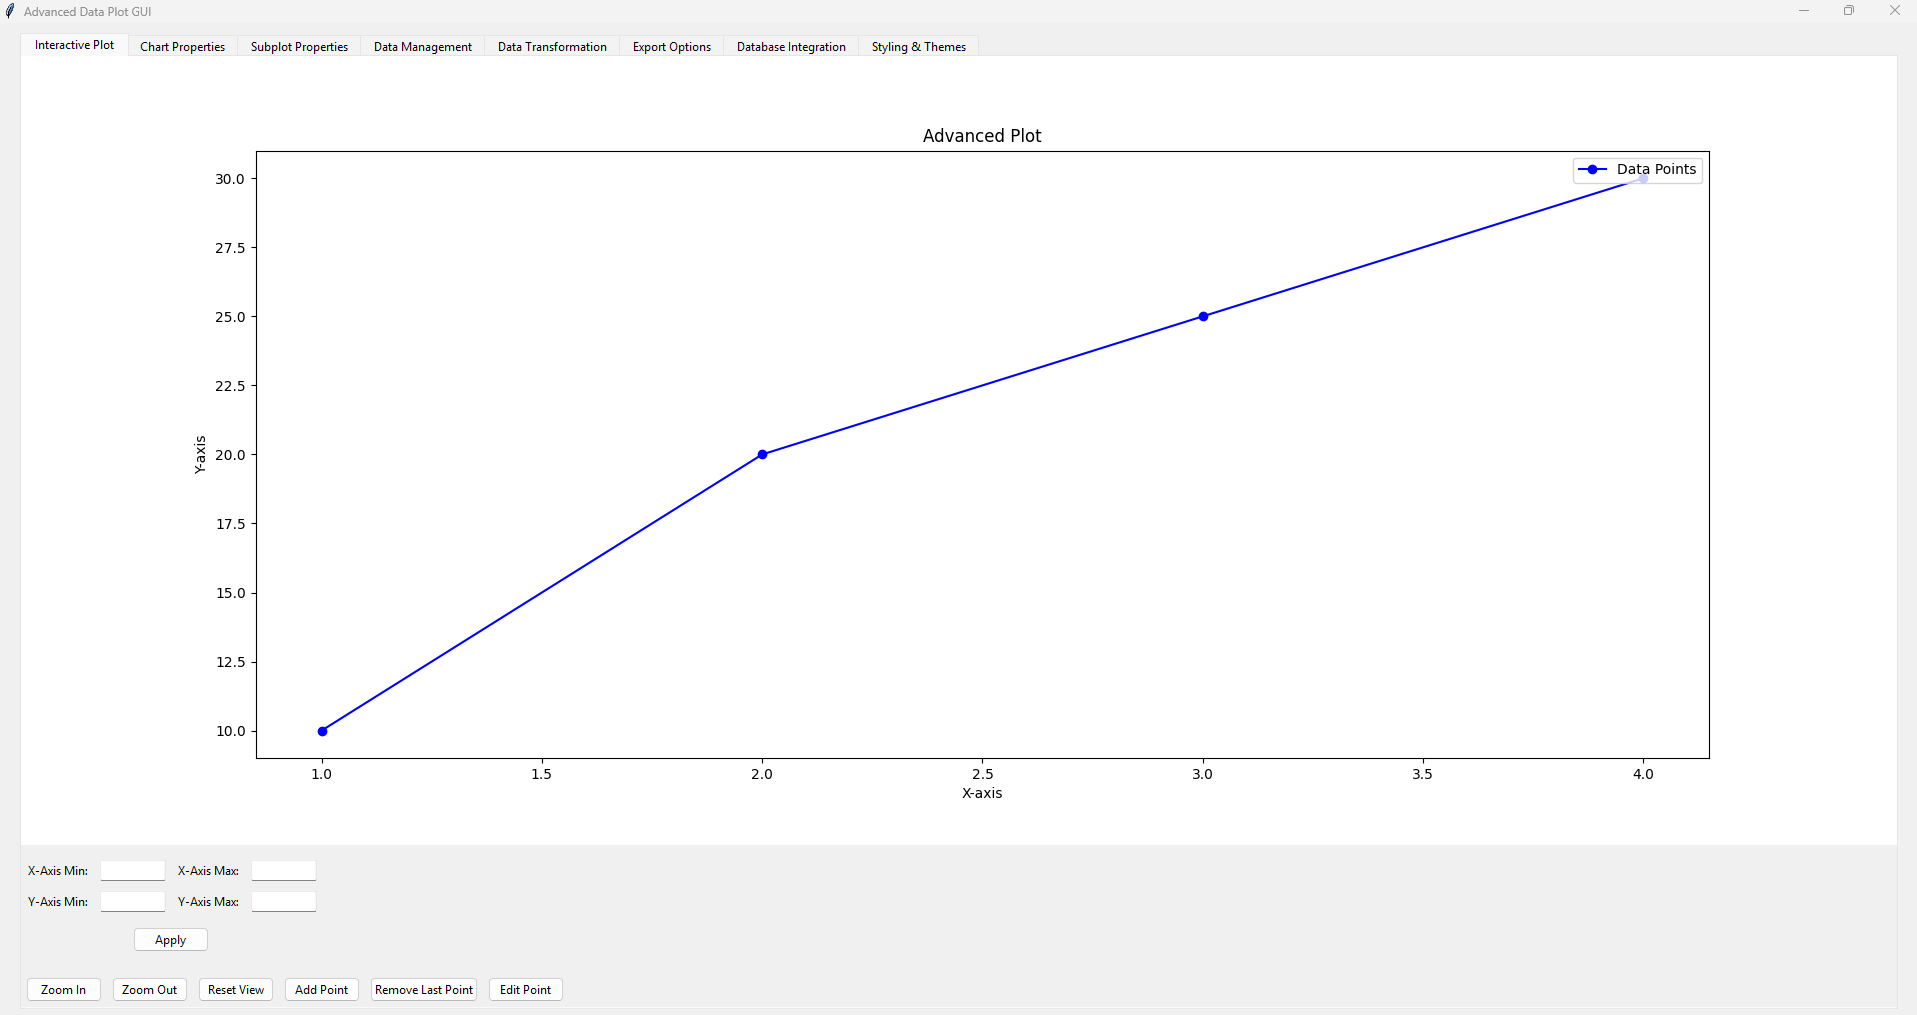 Advanced Data Plot GUI
Interactive Plot Chart Properties Subplot Properties Data Management Data Transformation Export Options Database Integration Styling & Themes
Advanced Plot
Data Points
30.0
27.5
25.0
22.5
20.0
17.5
15.0
12.5
10.0
Y-axis
1.0 1.5 2.0 2.5 3.0 3.5 4.0
X-axis
X-Axis Min: X-Axis Max:
Y-Axis Min: Y-Axis Max:
Apply
Zoom In Zoom Out Reset View Add Point Remove Last Point Edit Point